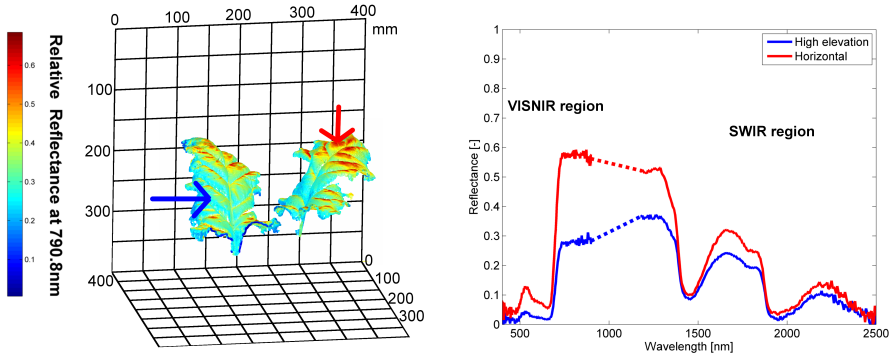 0 100 200 300 400
mm
Relative Reflectance at 790.8nm
0.6
0.5
0.4
0.3
0.2
0.1
100
200
300
400
0
100
200
300
1
0.9
0.8
0.7
0.6
0.5
0.4
0.3
0.2
0.1
0
Reflectance [-]
High elevation
Horizontal
VISNIR region
SWIR region
500 1000 1500 2000 2500
Wavelength [nm]